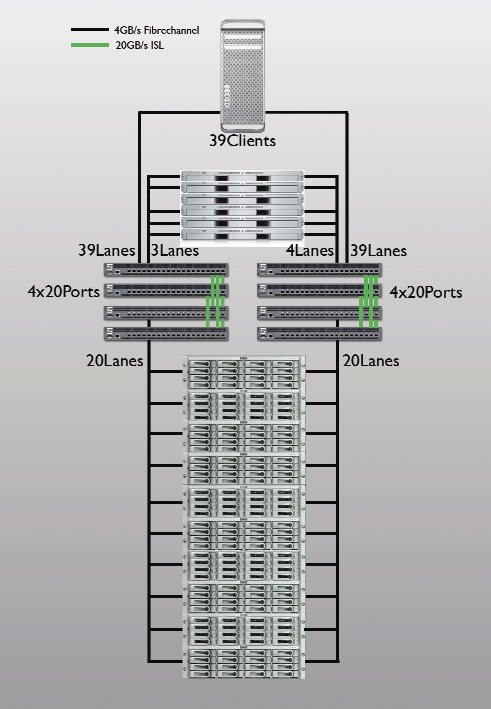 4GB/s Fibrechannel
20GB/s ISL
39Clients
39Lanes 3Lanes 4Lanes 39Lanes
4x20Ports 4x20Ports
20Lanes 20Lanes